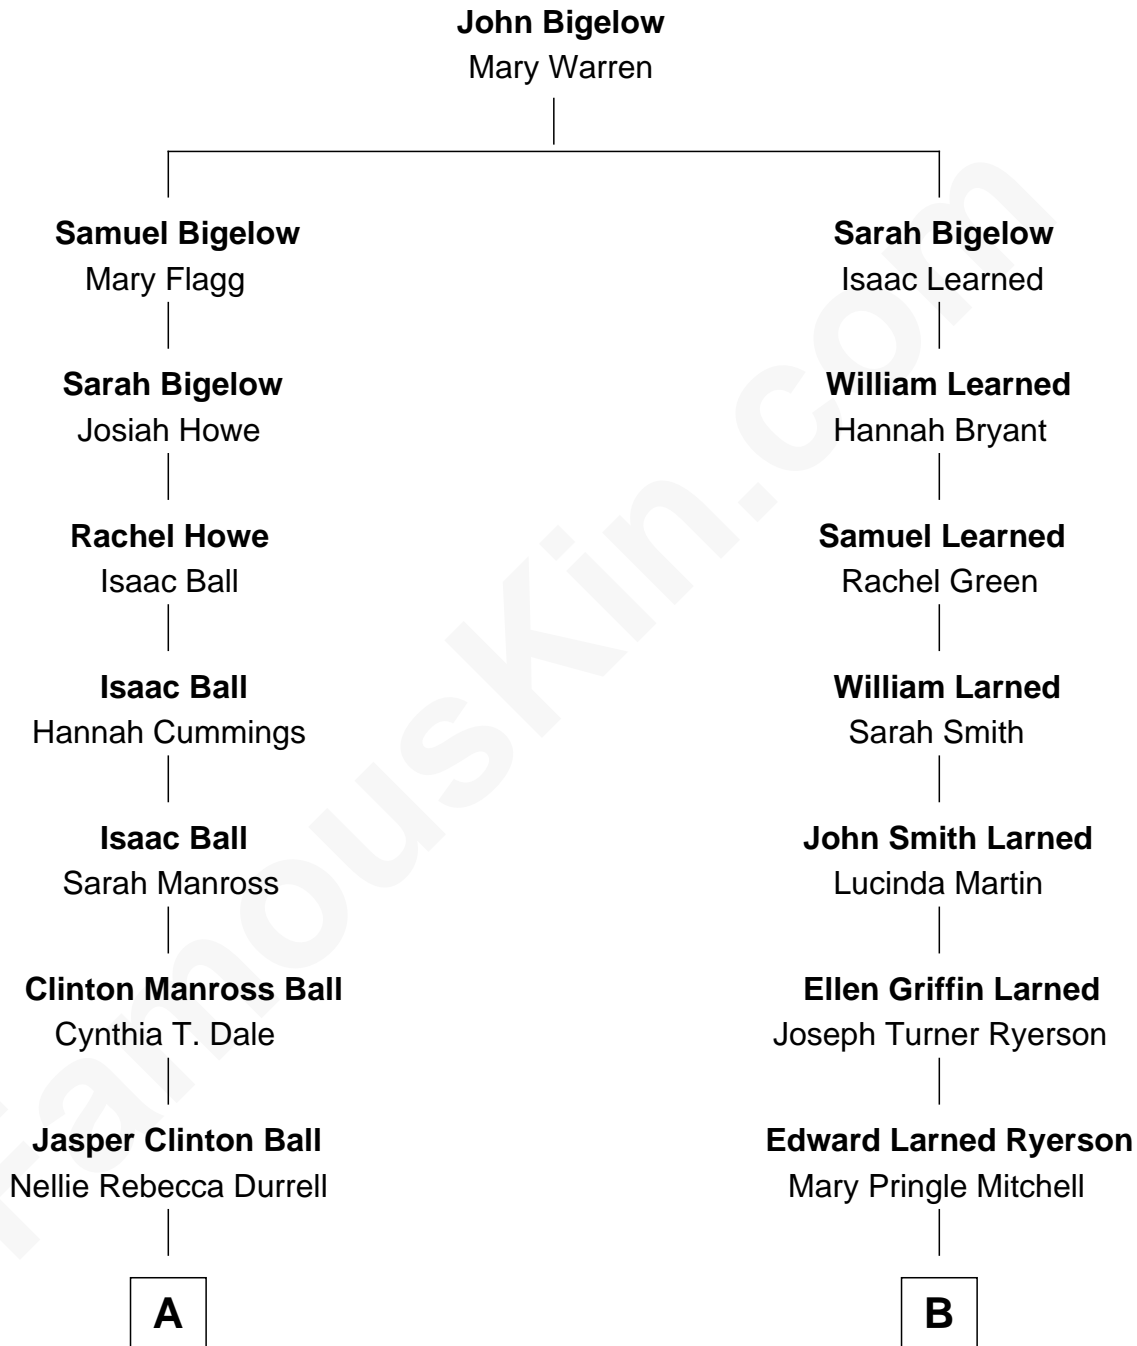 John Bigelow
Mary Warren
Samuel Bigelow
Mary Flagg
Sarah Bigelow
Isaac Learned
Sarah Bigelow
Josiah Howe
William Learned
Hannah Bryant
Rachel Howe
Isaac Ball
Samuel Learned
Rachel Green
Isaac Ball
Hannah Cummings
William Larned
Sarah Smith
Isaac Ball
Sarah Manross
John Smith Larned
Lucinda Martin
Clinton Manross Ball
Cynthia T. Dale
Ellen Griffin Larned
Joseph Turner Ryerson
Jasper Clinton Ball
Nellie Rebecca Durrell
Edward Larned Ryerson
Mary Pringle Mitchell
A
B
FamousKin.com